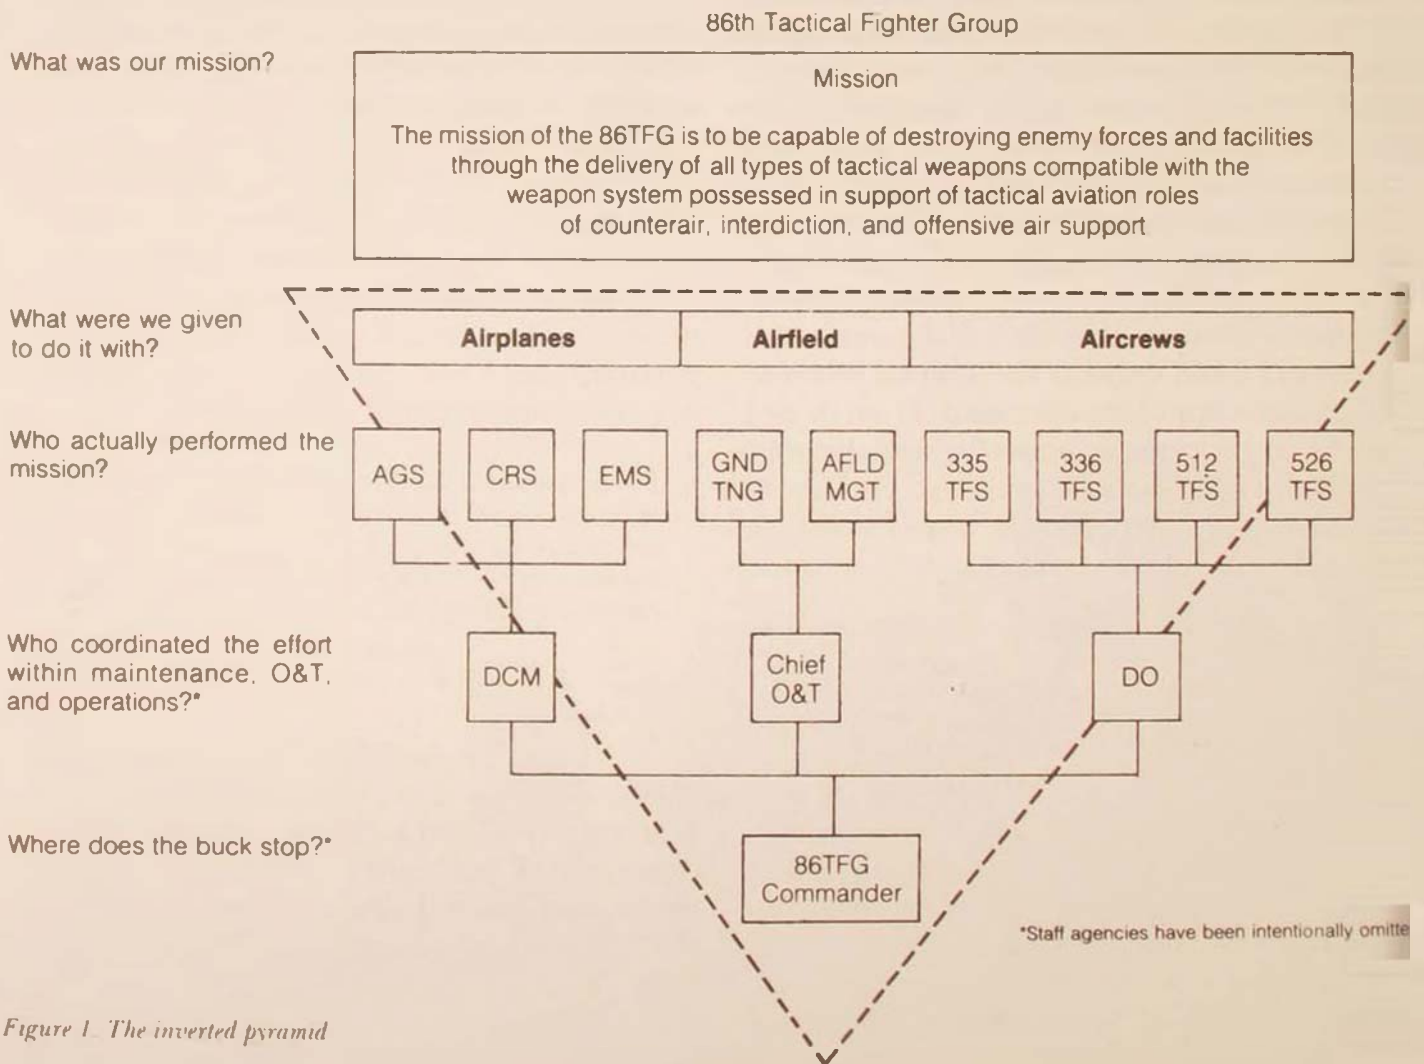 86th Tactical Fighter Group
What was our mission?
Mission
The mission of the 86TFG is to be capable of destroying enemy forces and facilities
through the delivery of all types of tactical weapons compatible with the
weapon system possessed in support of tactical aviation roles
of counterair, interdiction, and offensive air support
What were we given
to do it with?
Airplanes
Airfield
Aircrews
Who actually performed the
mission?
AGS
CRS
EMS
GND
TNG
AFLD
MGT
335
TFS
336
TFS
512
TFS
526
TFS
Who coordinated the effort
within maintenance, O&T,
and operations?*
DCM
Chief
O&T
DO
Where does the buck stop?*
86TFG
Commander
*Staff agencies have been intentionally omitte
Figure 1. The inverted pyramid